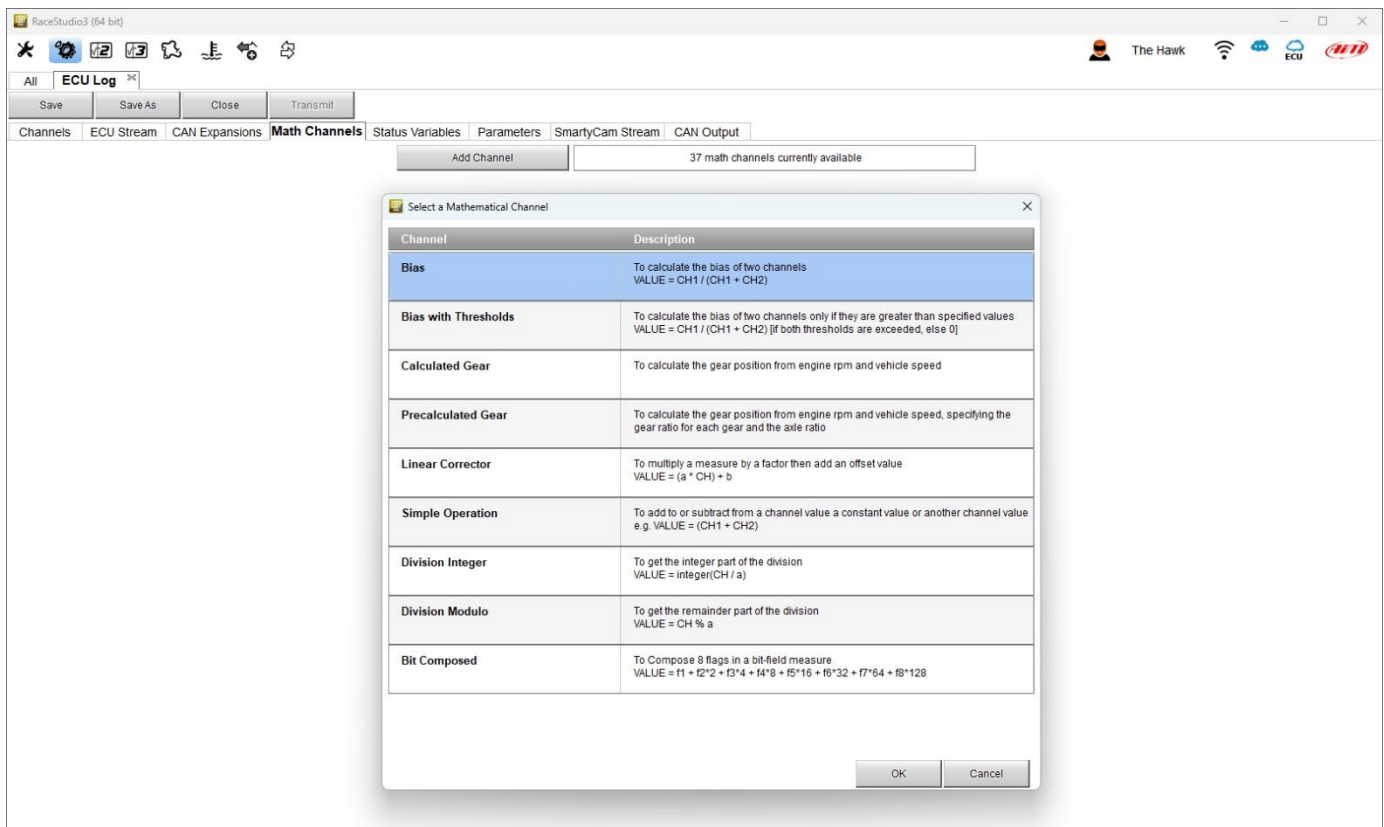 RaceStudio3 (64 bit)
The Hawk
ECU
AIM
All ECU Log
Save Save As Close Transmit
Channels ECU Stream CAN Expansions Math Channels Status Variables Parameters SmartyCam Stream CAN Output
Add Channel 37 math channels currently available
Select a Mathematical Channel
Channel Description
Bias To calculate the bias of two channels
VALUE = CH1 / (CH1 + CH2)
Bias with Thresholds To calculate the bias of two channels only if they are greater than specified values
VALUE = CH1 / (CH1 + CH2) [if both thresholds are exceeded, else 0]
Calculated Gear To calculate the gear position from engine rpm and vehicle speed
Precalculated Gear To calculate the gear position from engine rpm and vehicle speed, specifying the
gear ratio for each gear and the axle ratio
Linear Corrector To multiply a measure by a factor then add an offset value
VALUE = (a * CH) + b
Simple Operation To add to or subtract from a channel value a constant value or another channel value
e.g. VALUE = (CH1 + CH2)
Division Integer To get the integer part of the division
VALUE = integer(CH / a)
Division Modulo To get the remainder part of the division
VALUE = CH % a
Bit Composed To Compose 8 flags in a bit-field measure
VALUE = f1 + f2*2 + f3*4 + f4*8 + f5*16 + f6*32 + f7*64 + f8*128
OK Cancel